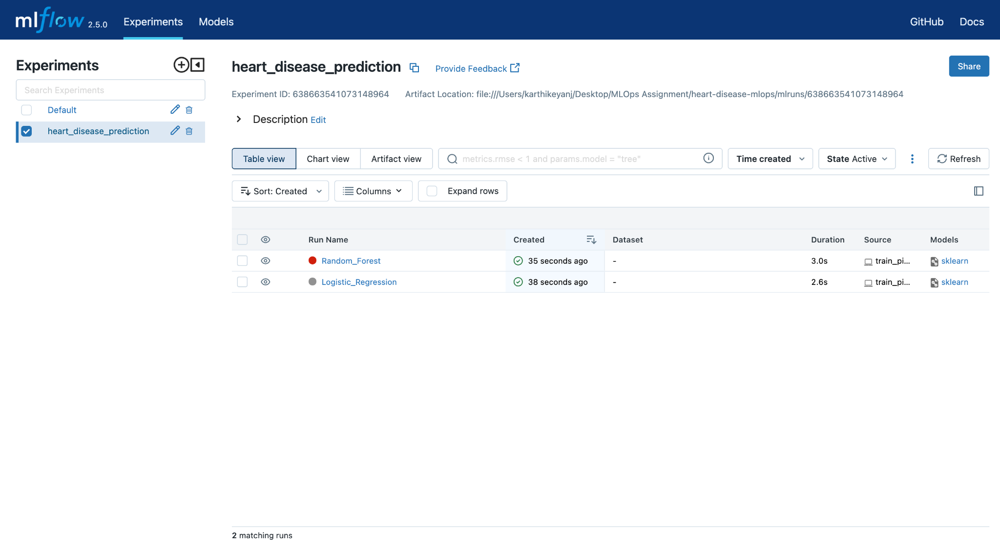 mlflow 2.5.0 Experiments Models GitHub Docs
Experiments
Search Experiments
Default
heart_disease_prediction
heart_disease_prediction Provide Feedback Share
Experiment ID: 638663541073148964 Artifact Location: file:///Users/karthikeyanj/Desktop/MLOps Assignment/heart-disease-mlops/mlruns/638663541073148964
Description Edit
Table view Chart view Artifact view metrics.rmse < 1 and params.model = "tree" Time created State Active Refresh
Sort: Created Columns Expand rows
Run Name Created Dataset Duration Source Models
Random_Forest 35 seconds ago - 3.0s train_pi... sklearn
Logistic_Regression 38 seconds ago - 2.6s train_pi... sklearn
2 matching runs